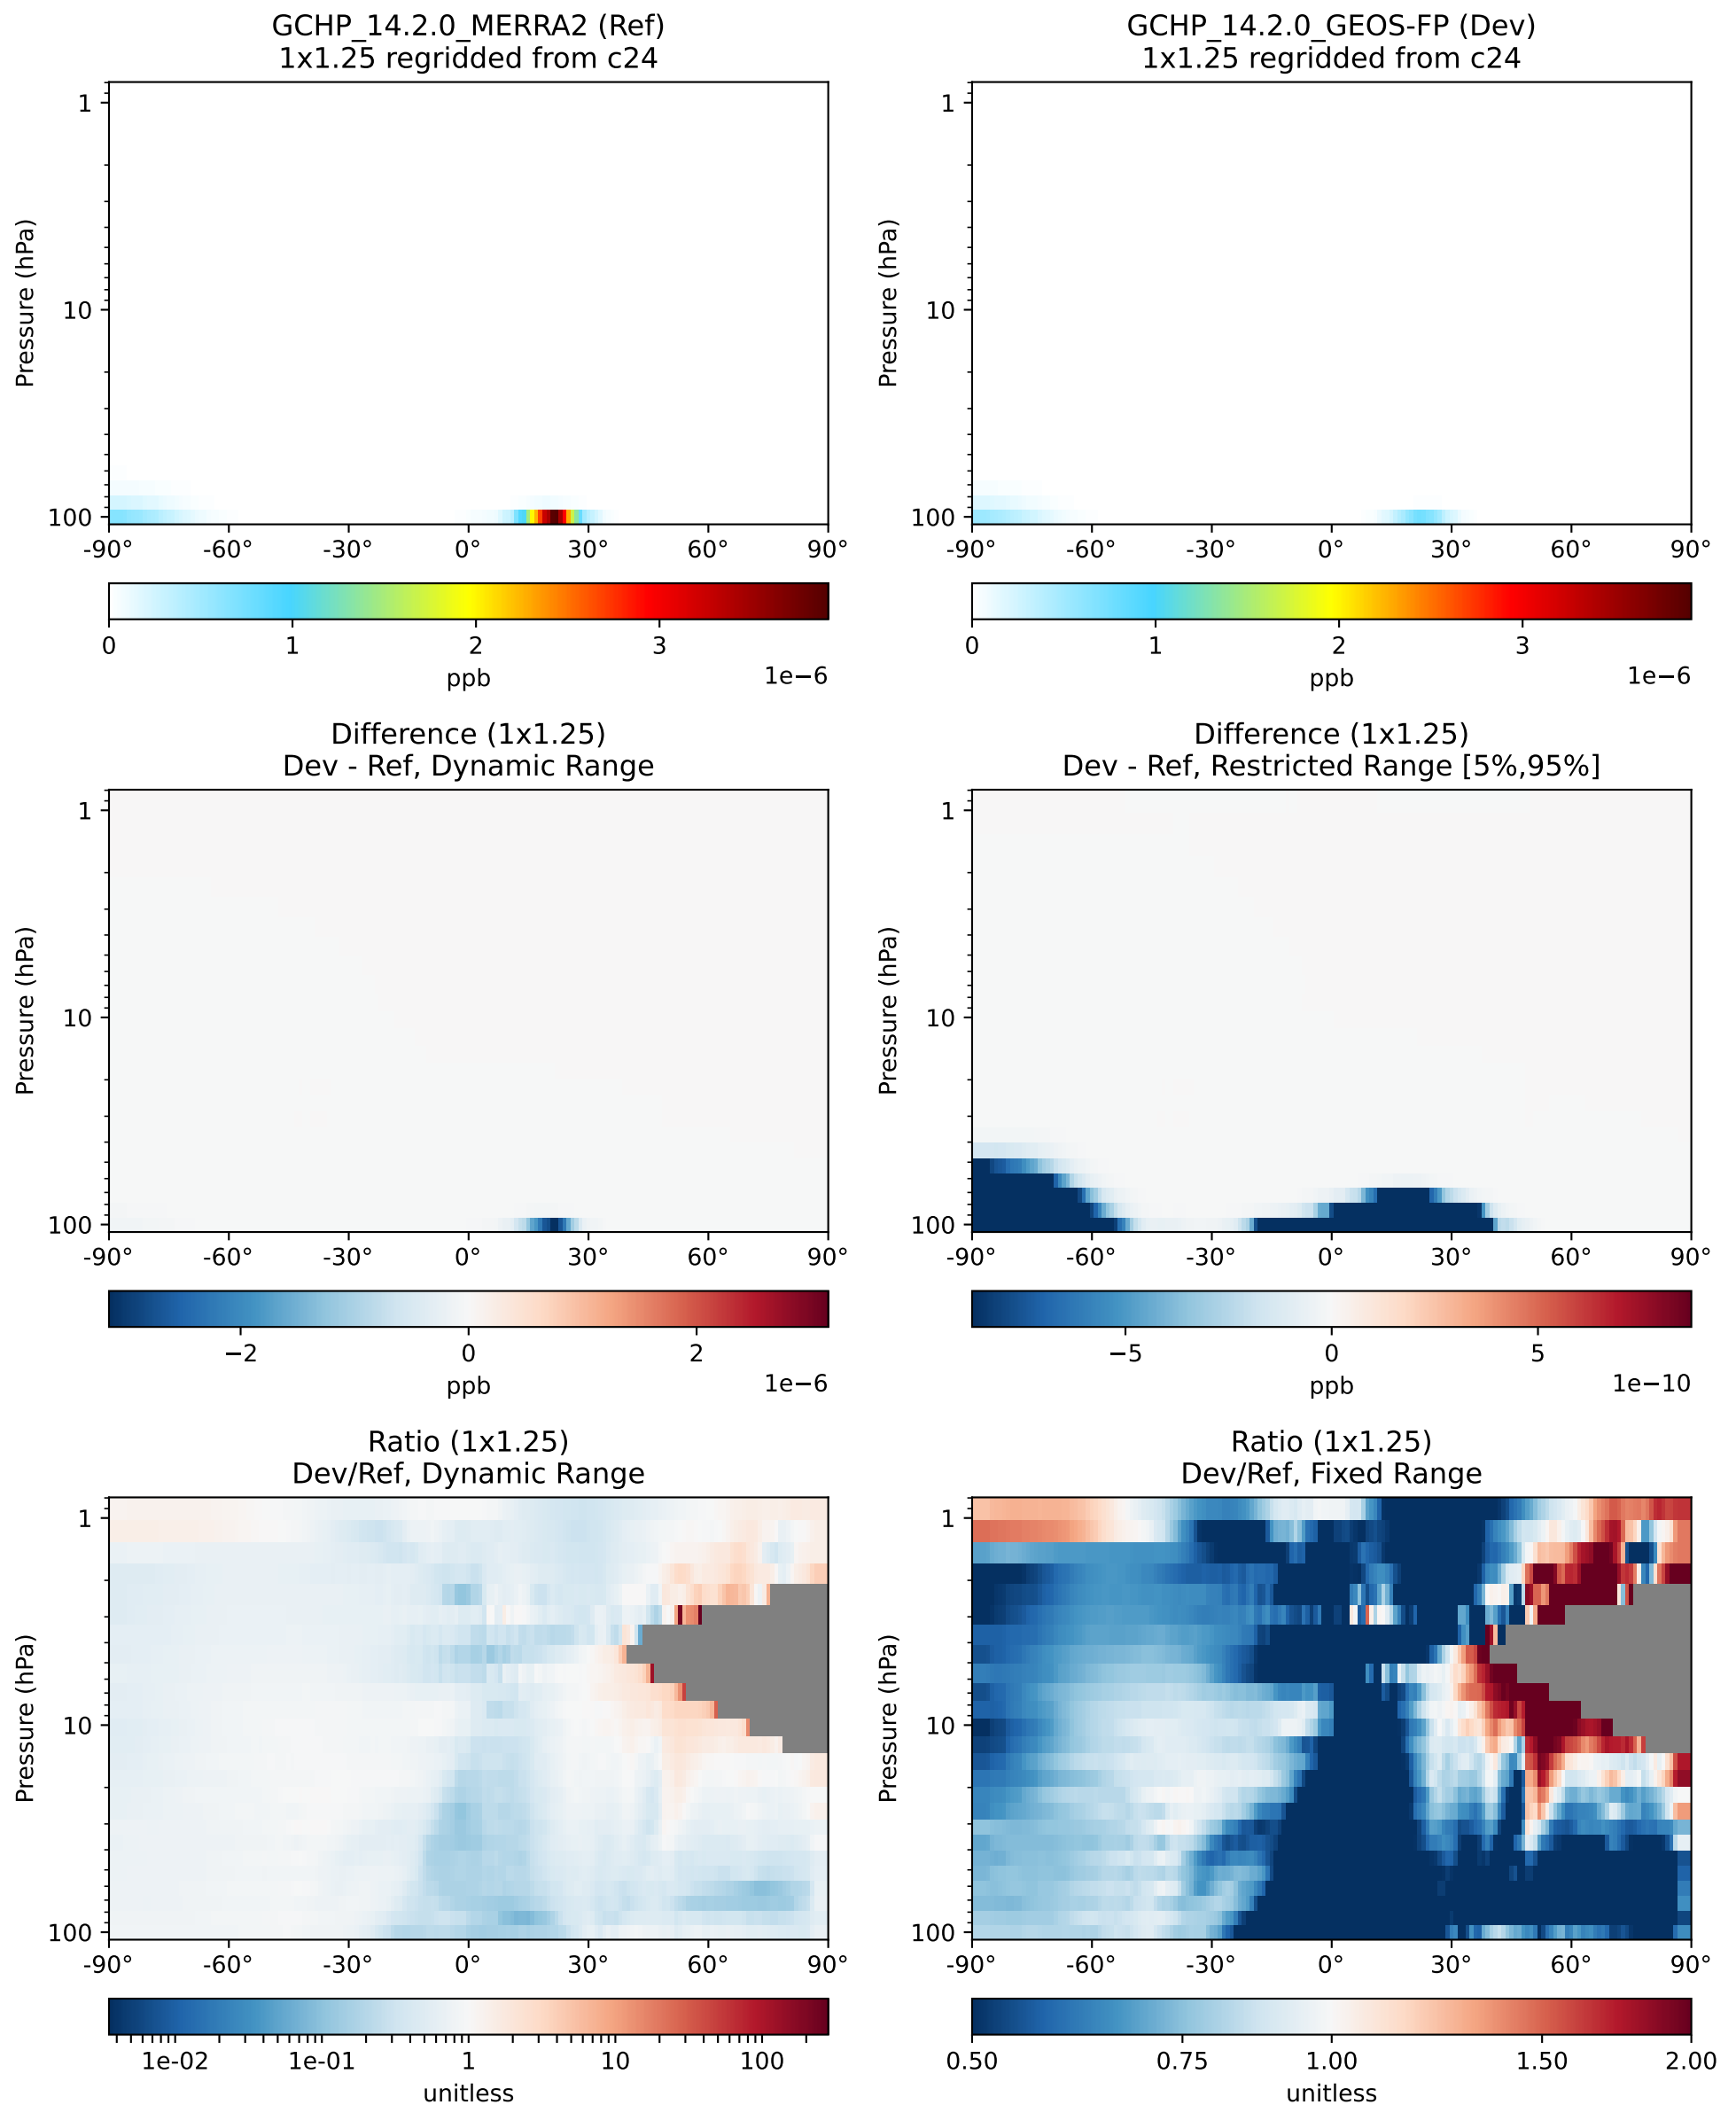 GCHP_14.2.0_MERRA2 (Ref)
1x1.25 regridded from c24
Pressure (hPa)
1
10
100
-90° -60° -30° 0° 30° 60° 90°
0 1 2 3
ppb
1e−6
GCHP_14.2.0_GEOS-FP (Dev)
1x1.25 regridded from c24
Pressure (hPa)
1
10
100
-90° -60° -30° 0° 30° 60° 90°
0 1 2 3
ppb
1e−6
Difference (1x1.25)
Dev - Ref, Dynamic Range
Pressure (hPa)
1
10
100
-90° -60° -30° 0° 30° 60° 90°
−2 0 2
ppb
1e−6
Difference (1x1.25)
Dev - Ref, Restricted Range [5%,95%]
Pressure (hPa)
1
10
100
-90° -60° -30° 0° 30° 60° 90°
−5 0 5
ppb
1e−10
Ratio (1x1.25)
Dev/Ref, Dynamic Range
Pressure (hPa)
1
10
100
-90° -60° -30° 0° 30° 60° 90°
1e-02 1e-01 1 10 100
unitless
Ratio (1x1.25)
Dev/Ref, Fixed Range
Pressure (hPa)
1
10
100
-90° -60° -30° 0° 30° 60° 90°
0.50 0.75 1.00 1.50 2.00
unitless